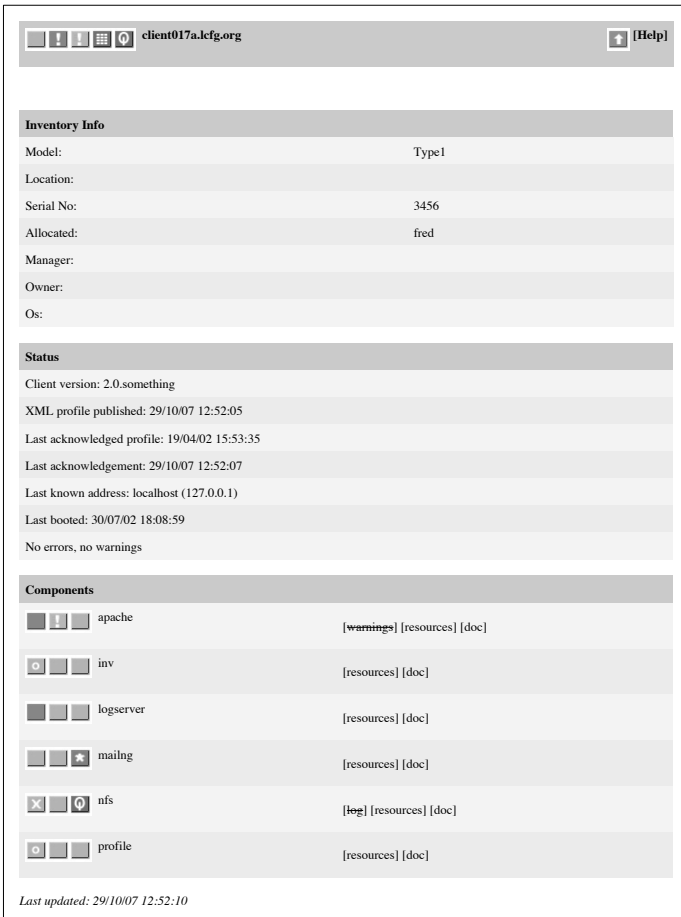 client017a.lcfg.org [Help]
Inventory Info
Model: Type1
Location:
Serial No: 3456
Allocated: fred
Manager:
Owner:
Os:
Status
Client version: 2.0.something
XML profile published: 29/10/07 12:52:05
Last acknowledged profile: 19/04/02 15:53:35
Last acknowledgement: 29/10/07 12:52:07
Last known address: localhost (127.0.0.1)
Last booted: 30/07/02 18:08:59
No errors, no warnings
Components
apache [warnings] [resources] [doc]
inv [resources] [doc]
logserver [resources] [doc]
mailng [resources] [doc]
nfs [log] [resources] [doc]
profile [resources] [doc]
Last updated: 29/10/07 12:52:10